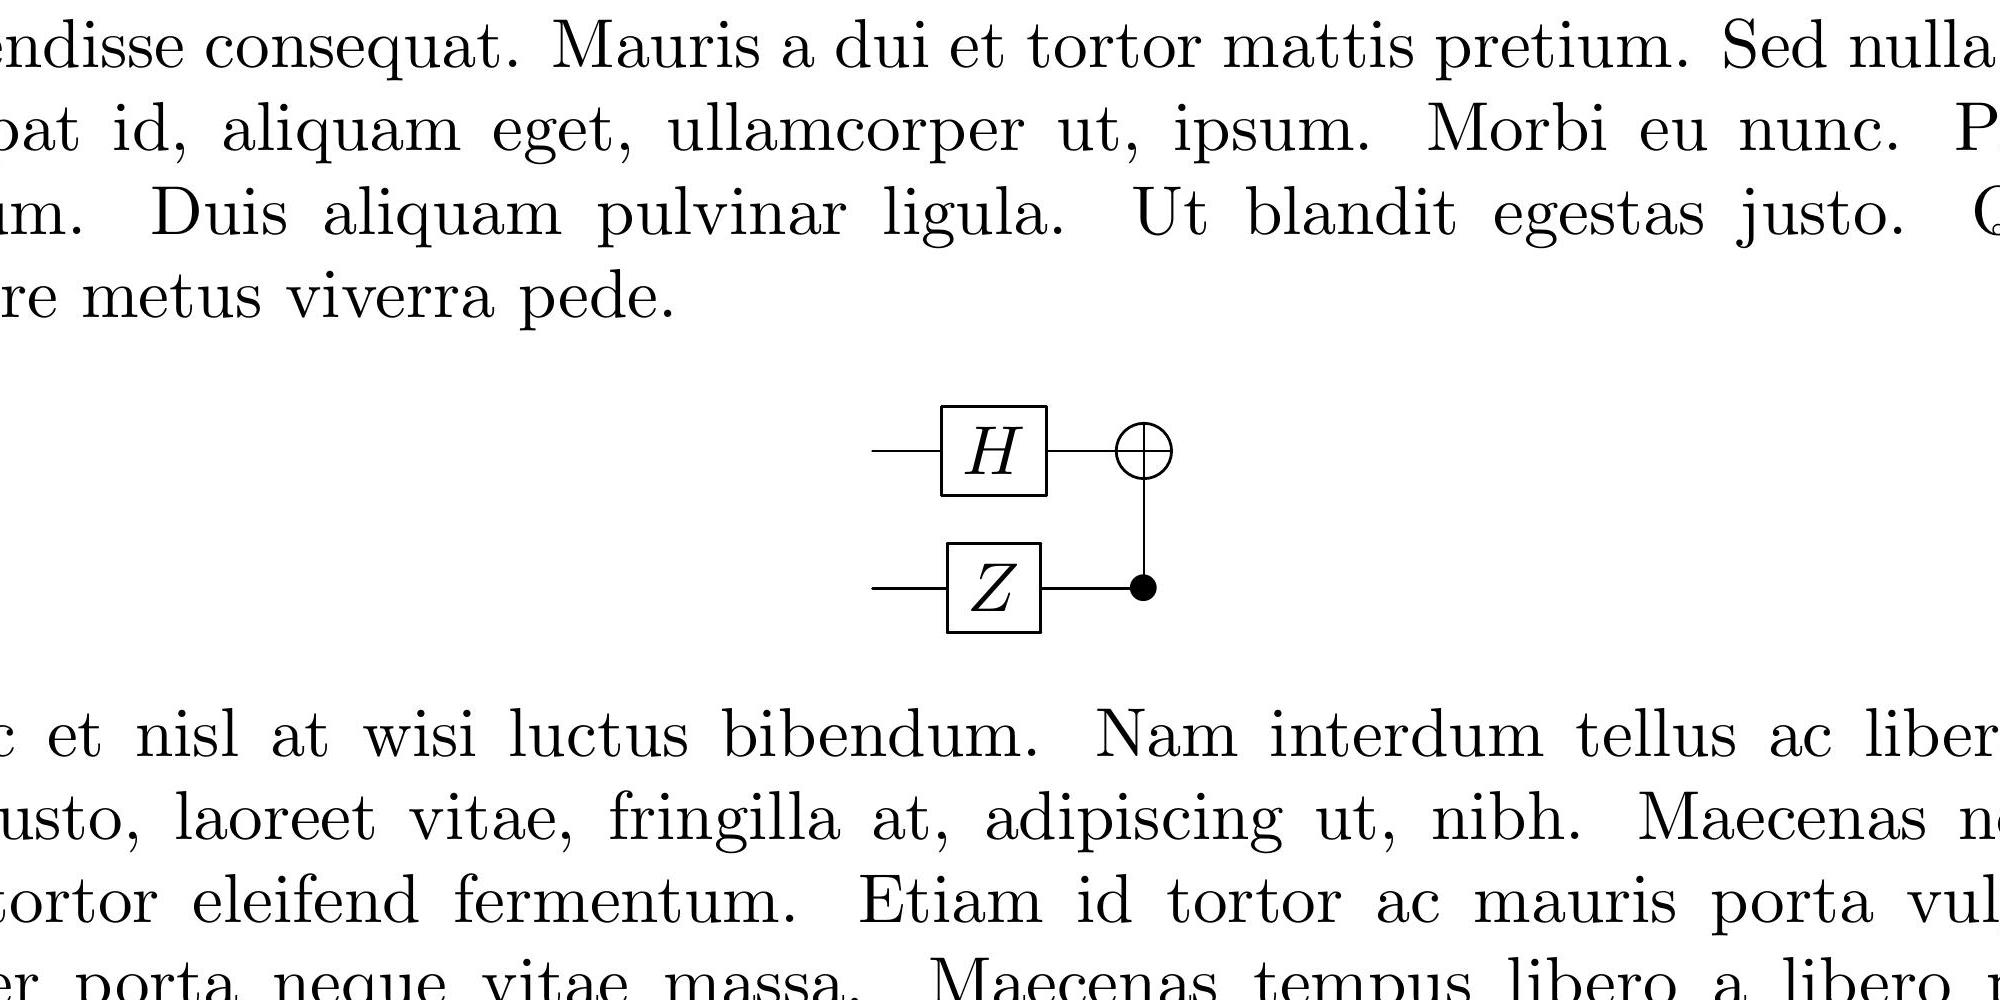 endisse consequat. Mauris a dui et tortor mattis pretium. Sed nulla
pat id, aliquam eget, ullamcorper ut, ipsum. Morbi eu nunc. P
um. Duis aliquam pulvinar ligula. Ut blandit egestas justo. Q
re metus viverra pede.
H
Z
c et nisl at wisi luctus bibendum. Nam interdum tellus ac liber
usto, laoreet vitae, fringilla at, adipiscing ut, nibh. Maecenas n
tortor eleifend fermentum. Etiam id tortor ac mauris porta vul
er porta neque vitae massa. Maecenas tempus libero a libero